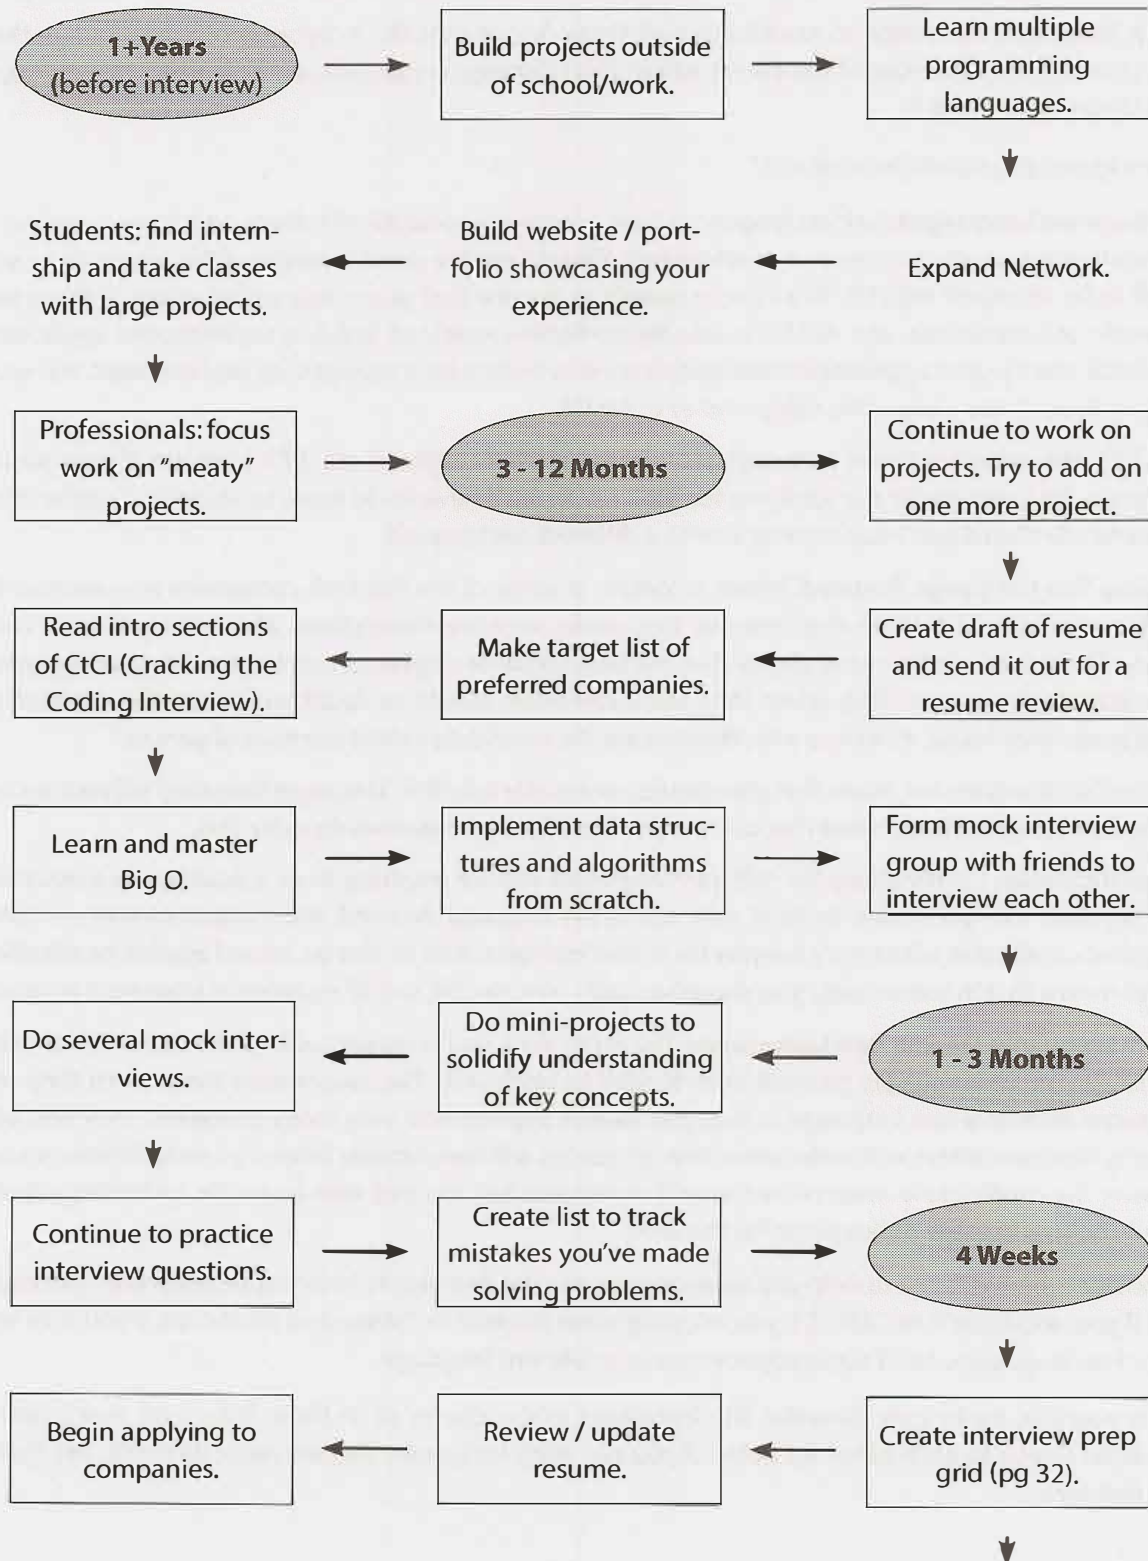 1+Years
(before interview)
Build projects outside
of school/work.
Learn multiple
programming
languages.
Expand Network.
Build website / port-
folio showcasing your
experience.
Students: find intern-
ship and take classes
with large projects.
Professionals: focus
work on "meaty"
projects.
3 - 12 Months
Continue to work on
projects. Try to add on
one more project.
Create draft of resume
and send it out for a
resume review.
Make target list of
preferred companies.
Read intro sections
of CtCI (Cracking the
Coding Interview).
Learn and master
Big O.
Implement data struc-
tures and algorithms
from scratch.
Form mock interview
group with friends to
interview each other.
1 - 3 Months
Do mini-projects to
solidify understanding
of key concepts.
Do several mock inter-
views.
Continue to practice
interview questions.
Create list to track
mistakes you've made
solving problems.
4 Weeks
Create interview prep
grid (pg 32).
Review / update
resume.
Begin applying to
companies.